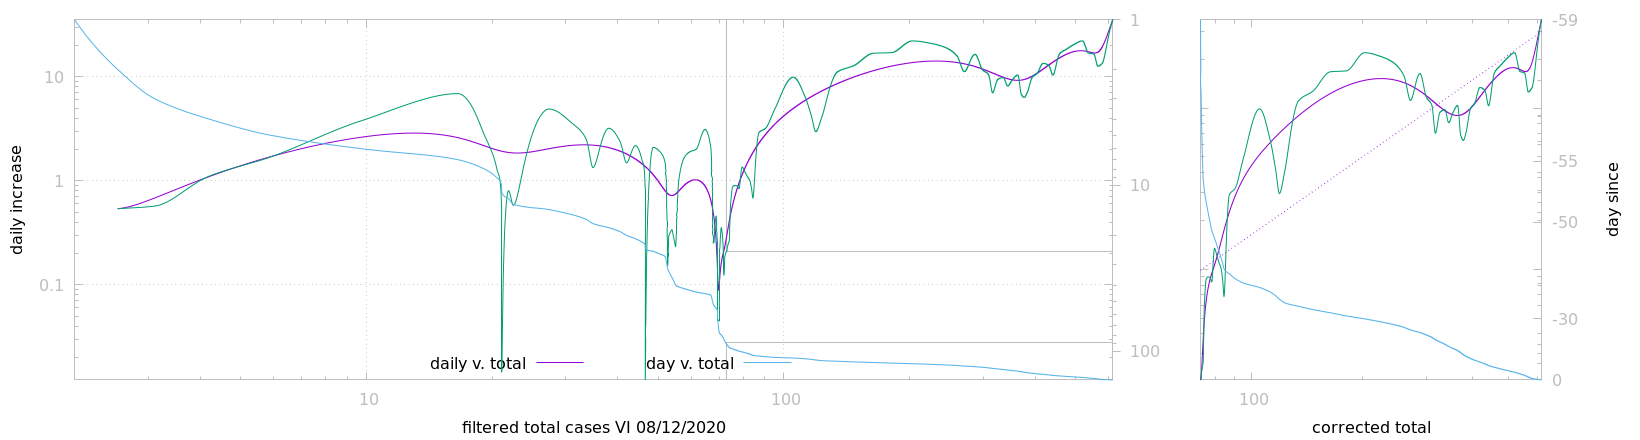 daily increase
10
1
0.1
10
100
filtered total cases VI 08/12/2020
daily v. total
day v. total
1
10
100
100
corrected total
-59
-55
-50
-30
0
day since